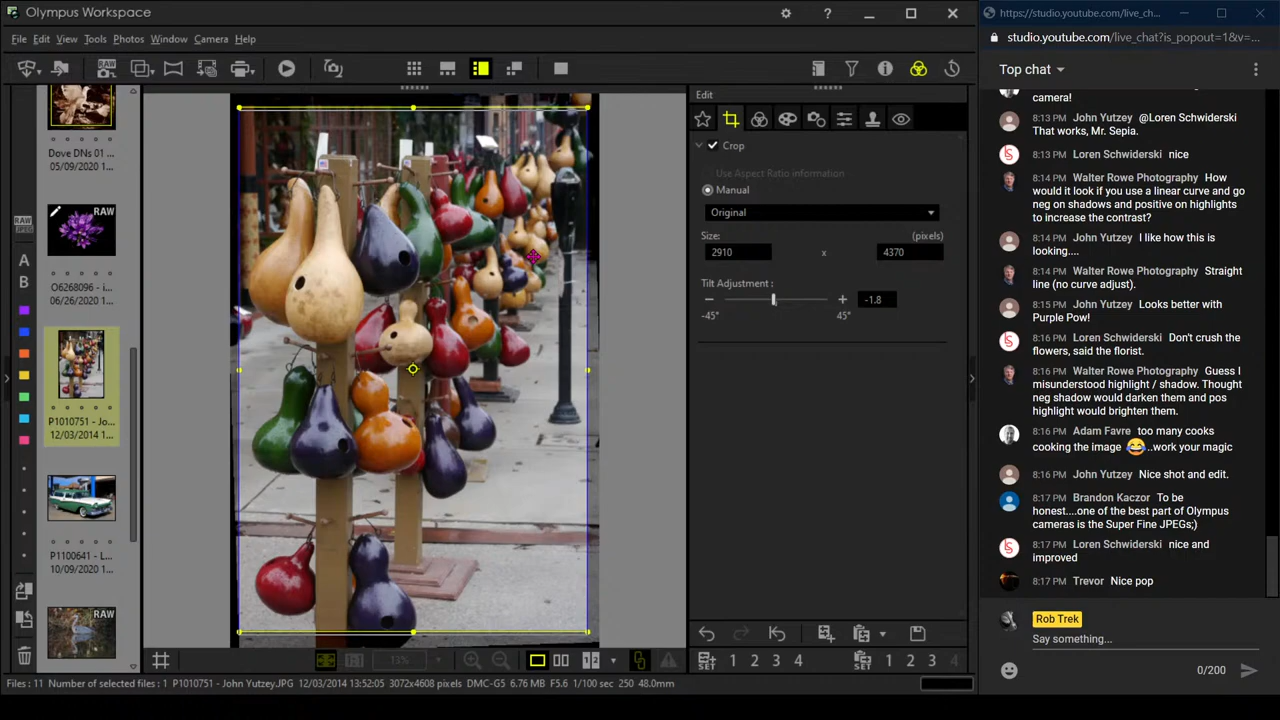 Olympus Workspace
File Edit View Tools Photos Window Camera Help
RAW
Edit
Dove DNs 01 ...
05/09/2020 1...
RAW
O6268096 - i...
06/26/2020 1...
RAW
JPEG
A
B
P1010751 - Jo...
12/03/2014 1...
P1100641 - L...
10/09/2020 1...
RAW
Crop
Use Aspect Ratio information
Manual
Original
Size: (pixels)
2910 x 4370
Tilt Adjustment :
-1.8
-45° 45°
13%
1:1
SET 1 2 3 4 SET 1 2 3 4
Files : 11 Number of selected files : 1 P1010751 - John Yutzey.JPG 12/03/2014 13:52:05 3072x4608 pixels DMC-G5 6.76 MB F5.6 1/100 sec 250 48.0mm
https://studio.youtube.com/live_ch...
studio.youtube.com/live_chat?is_popout=1&v=...
Top chat
camera!
8:13 PM John Yutzey @Loren Schwiderski
That works, Mr. Sepia.
8:13 PM Loren Schwiderski nice
8:14 PM Walter Rowe Photography How
would it look if you use a linear curve and go
neg on shadows and positive on highlights
to increase the contrast?
8:14 PM John Yutzey I like how this is
looking....
8:14 PM Walter Rowe Photography Straight
line (no curve adjust).
8:15 PM John Yutzey Looks better with
Purple Pow!
8:16 PM Loren Schwiderski Don't crush the
flowers, said the florist.
8:16 PM Walter Rowe Photography Guess I
misunderstood highlight / shadow. Thought
neg shadow would darken them and pos
highlight would brighten them.
8:16 PM Adam Favre too many cooks
cooking the image 😂..work your magic
8:16 PM John Yutzey Nice shot and edit.
8:17 PM Brandon Kaczor To be
honest....one of the best part of Olympus
cameras is the Super Fine JPEGs;)
8:17 PM Loren Schwiderski nice and
improved
8:17 PM Trevor Nice pop
Rob Trek
Say something...
0/200